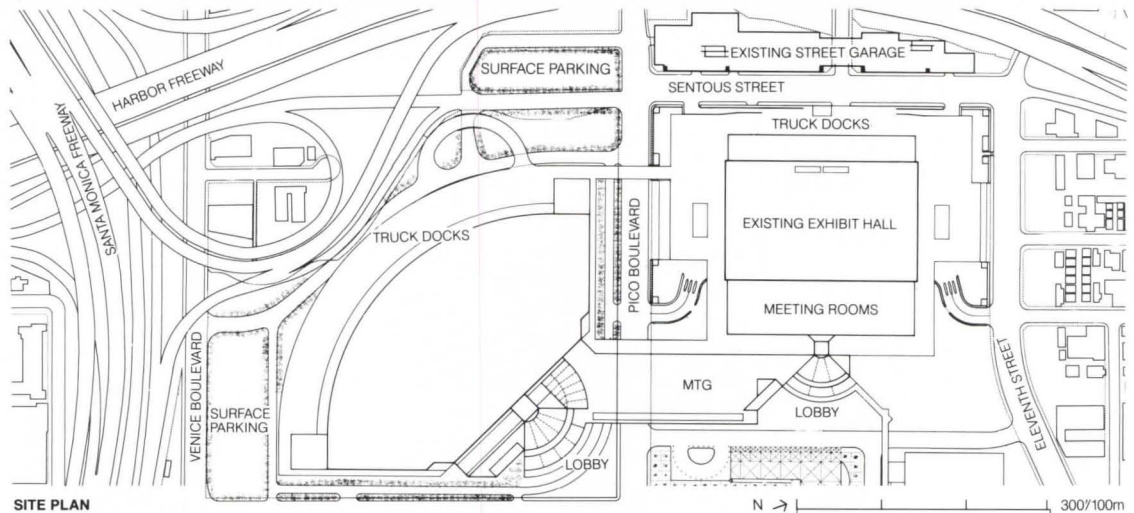 EXISTING STREET GARAGE
SURFACE PARKING
HARBOR FREEWAY
SENTOUS STREET
TRUCK DOCKS
SANTA MONICA FREEWAY
EXISTING EXHIBIT HALL
PICO BOULEVARD
TRUCK DOCKS
MEETING ROOMS
VENICE BOULEVARD
SURFACE
PARKING
MTG
LOBBY
ELEVENTH STREET
LOBBY
SITE PLAN
N
300'/100m